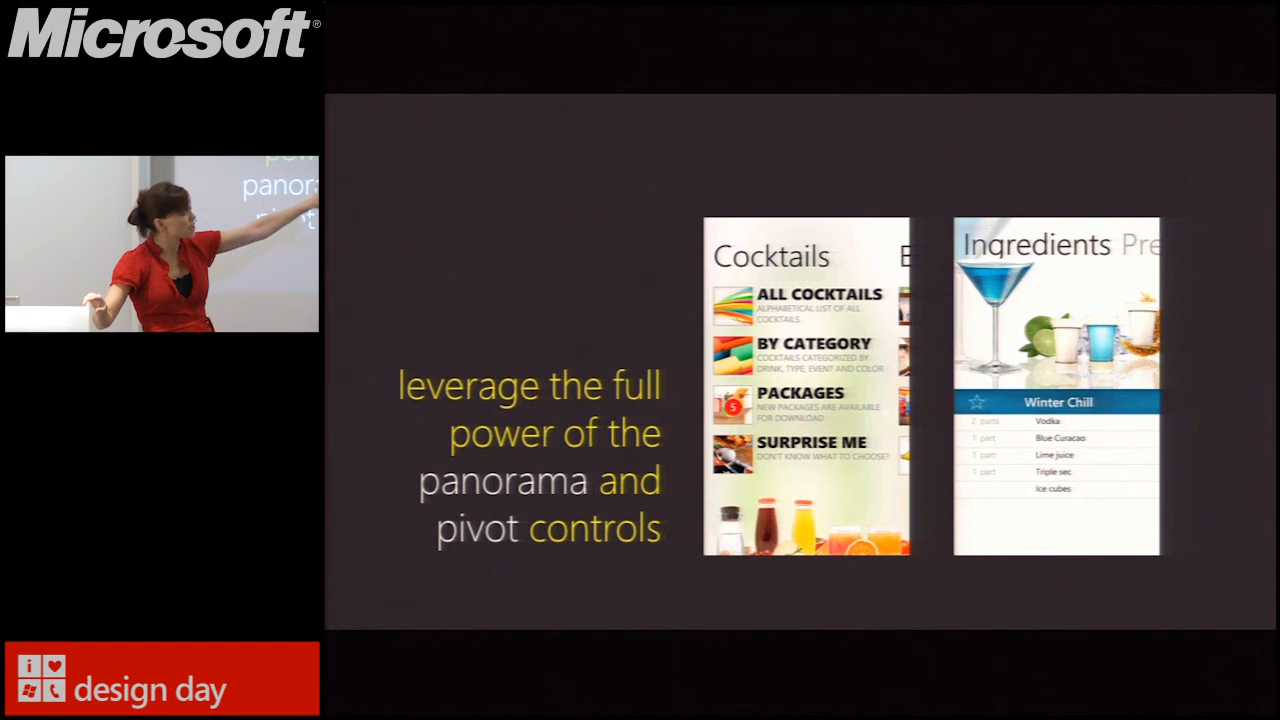 Microsoft®
panor
leverage the full
power of the
panorama and
pivot controls
Cocktails
E
ALL COCKTAILS
ALPHABETICAL LIST OF ALL
COCKTAILS
BY CATEGORY
COCKTAILS CATEGORIZED BY
DRINK, TYPE, EVENT AND COLOR
PACKAGES
5
NEW PACKAGES ARE AVAILABLE
FOR DOWNLOAD
SURPRISE ME
DON'T KNOW WHAT TO CHOOSE?
Ingredients Pre
Winter Chill
2 parts Vodka
1 part Blue Curacao
1 part Lime juice
1 part Triple sec
Ice cubes
i
design day